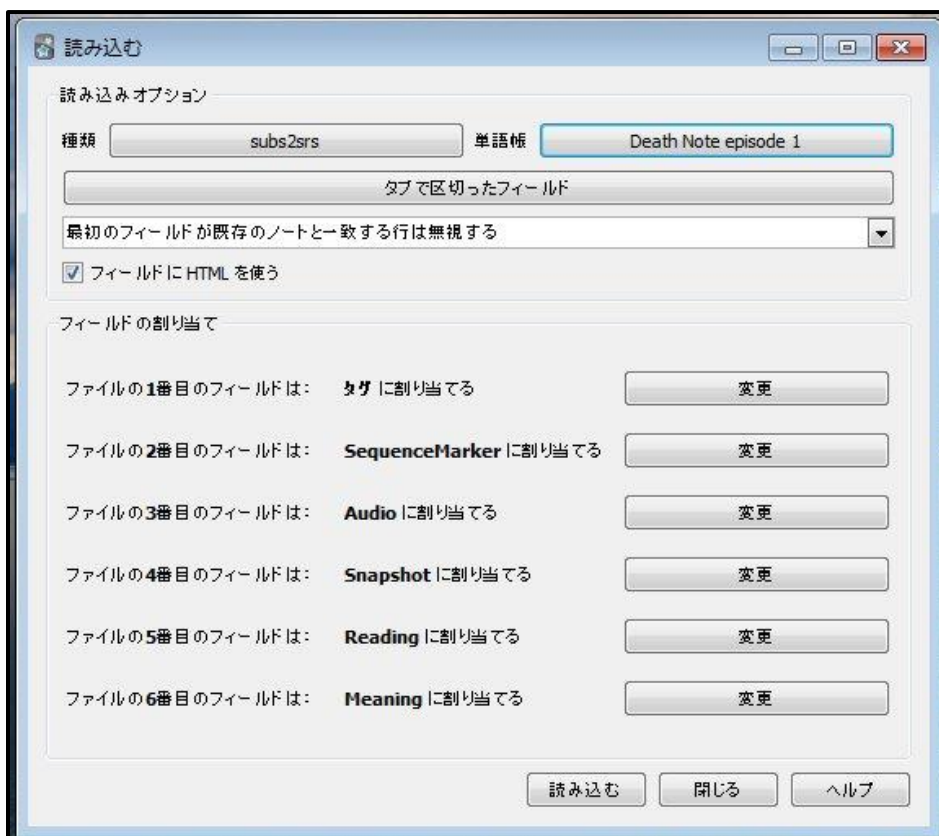 読み込む
読み込みオプション
種類 subs2srs 単語帳 Death Note episode 1
タブで区切ったフィールド
最初のフィールドが既存のノートと一致する行は無視する
フィールドに HTML を使う
フィールドの割り当て
ファイルの1番目のフィールドは: タグ に割り当てる 変更
ファイルの2番目のフィールドは: SequenceMarker に割り当てる 変更
ファイルの3番目のフィールドは: Audio に割り当てる 変更
ファイルの4番目のフィールドは: Snapshot に割り当てる 変更
ファイルの5番目のフィールドは: Reading に割り当てる 変更
ファイルの6番目のフィールドは: Meaning に割り当てる 変更
読み込む 閉じる ヘルプ